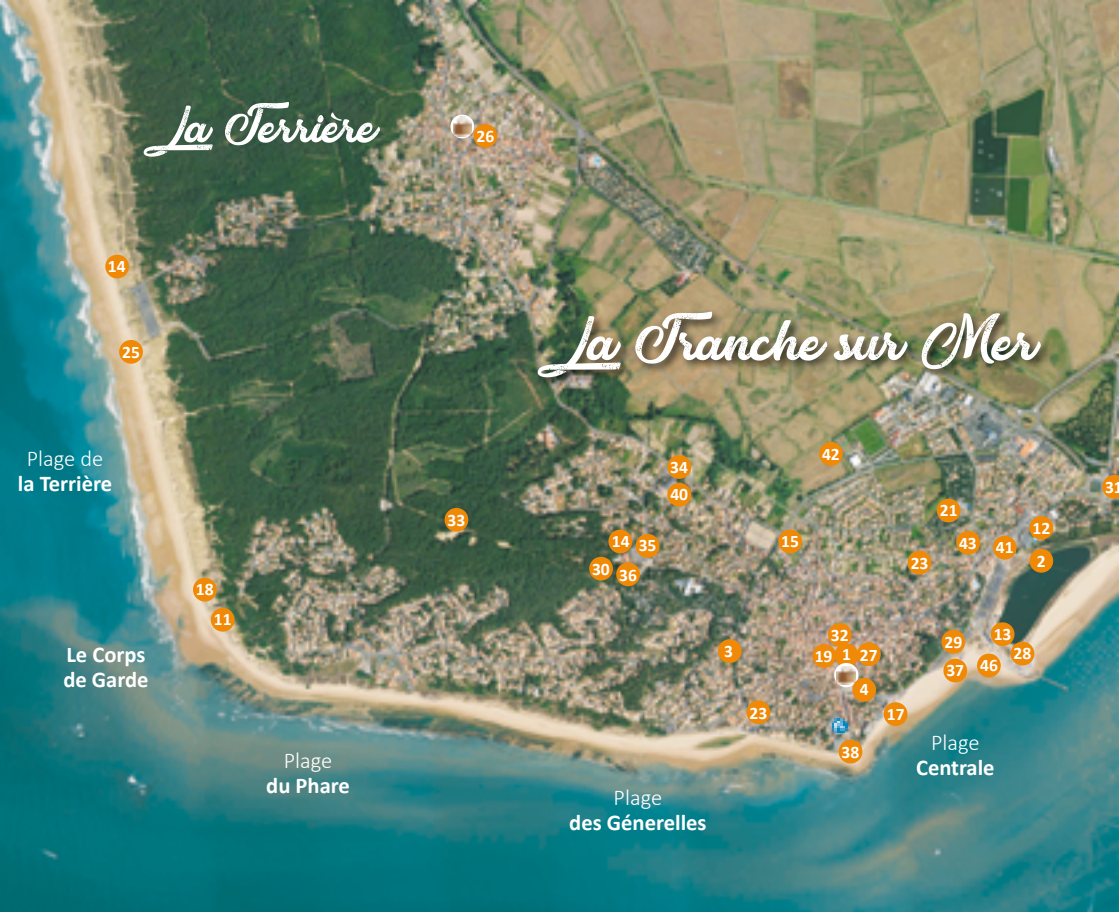 La Terrière
26
14
La Tranche sur Mer
25
Plage de
la Terrière
42
34
40
31
33
21
12
14
35
15
43
41
2
30
36
23
18
11
32
29
13
3
19
1
27
28
Le Corps
de Garde
37
46
4
23
17
38
Plage
Centrale
Plage
du Phare
Plage
des Génerelles